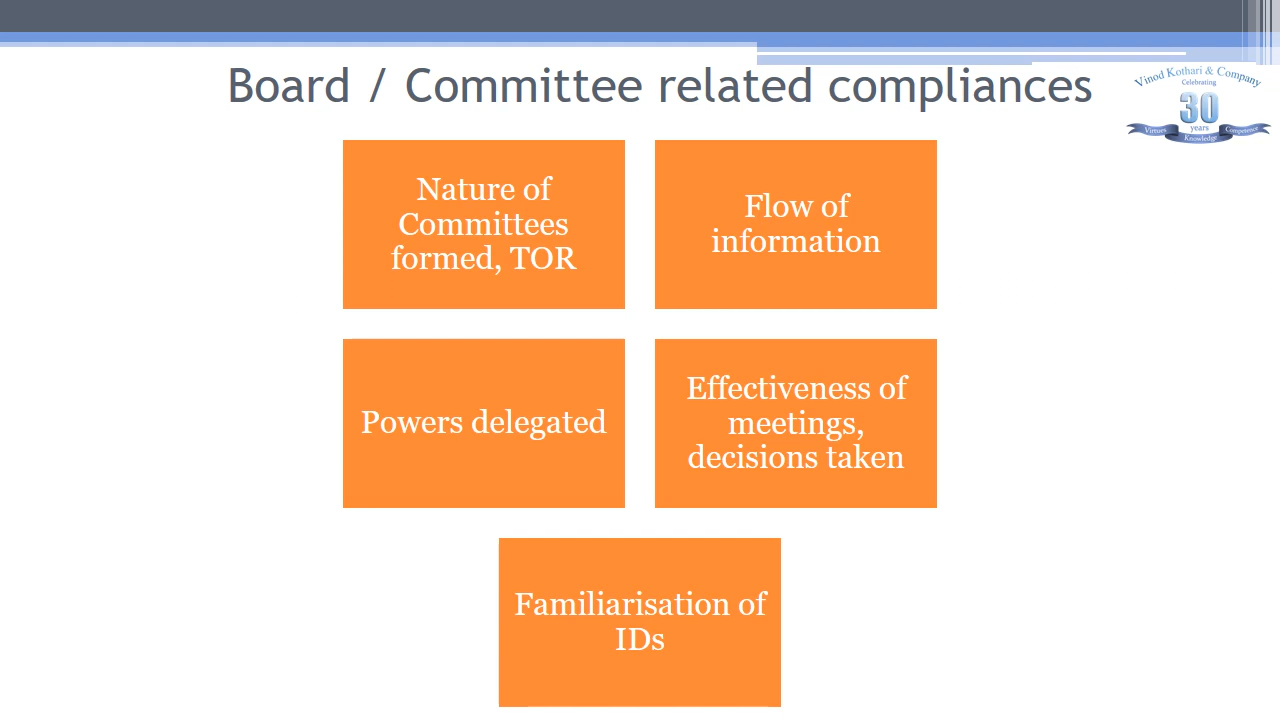 Board / Committee related compliances
Vinod Kothari & Company
Celebrating
30
years
Virtues
Knowledge
Competence
Nature of
Committees
formed, TOR
Flow of
information
Powers delegated
Effectiveness of
meetings,
decisions taken
Familiarisation of
IDs